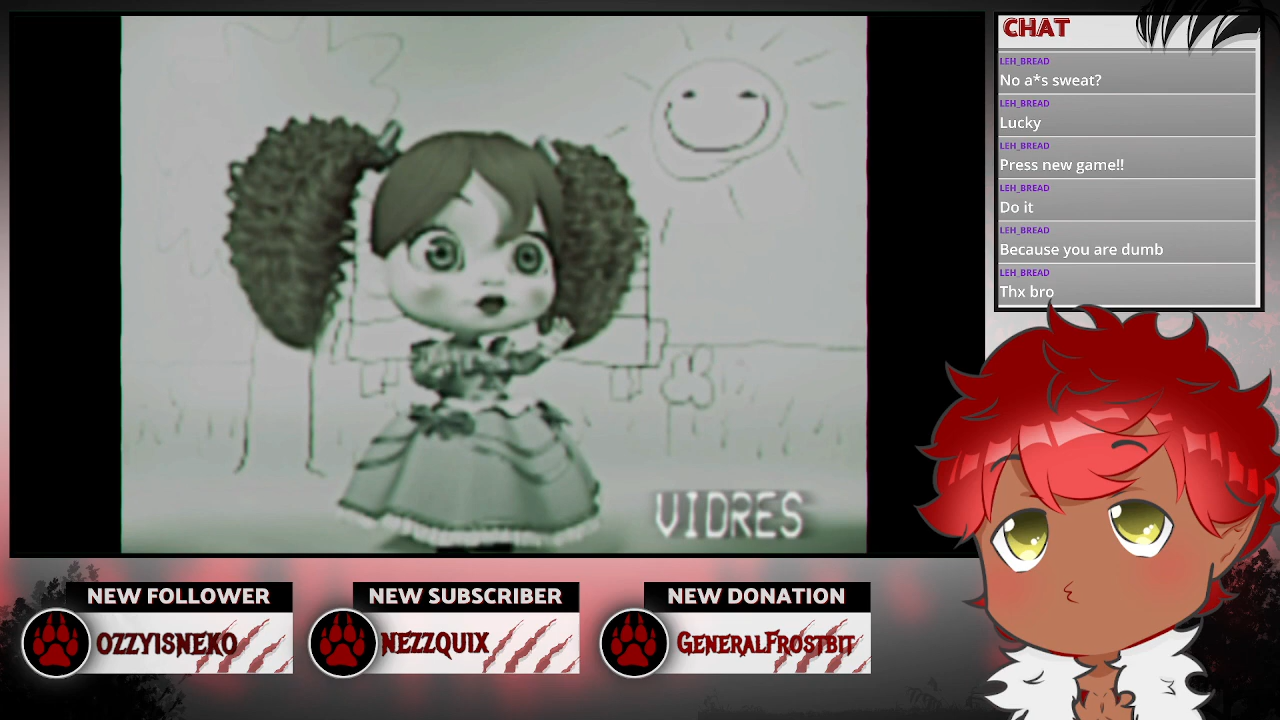 CHAT
LEH_BREAD
No a*s sweat?
LEH_BREAD
Lucky
LEH_BREAD
Press new game!!
LEH_BREAD
Do it
LEH_BREAD
Because you are dumb
LEH_BREAD
Thx bro
VIDRES
NEW FOLLOWER
OZZYISNEKO
NEW SUBSCRIBER
NEZZQUIX
NEW DONATION
GENERALFROSTBIT